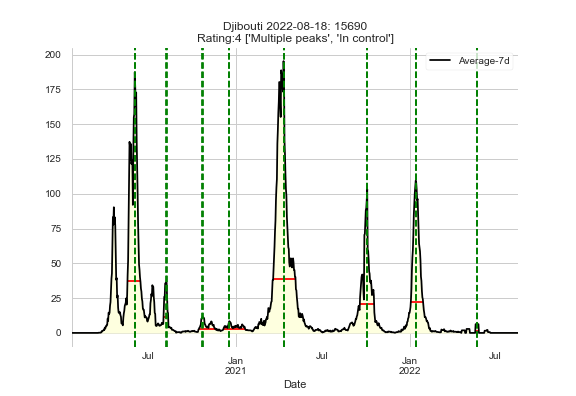 Djibouti 2022-08-18: 15690
Rating:4 ['Multiple peaks', 'In control']
Average-7d
200
175
150
125
100
75
50
25
0
Jul
Jan
2021
Jul
Jan
2022
Jul
Date